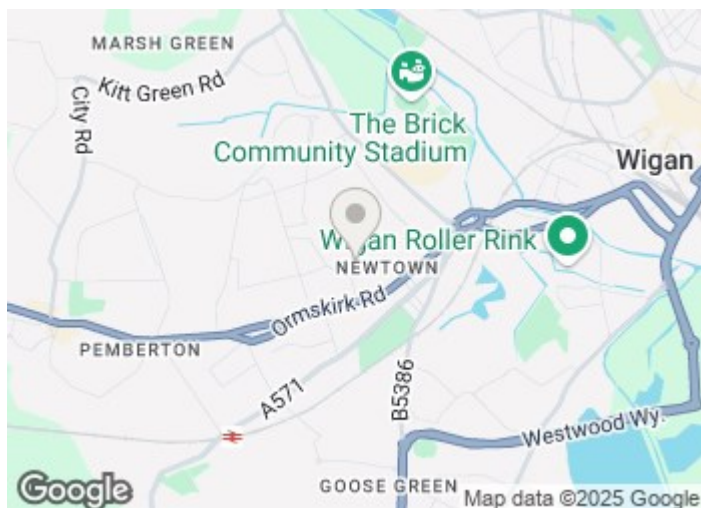 MARSH GREEN
Kitt Green Rd
City Rd
The Brick
Community Stadium
Wigan
Wigan Roller Rink
NEWTOWN
Ormskirk Rd
PEMBERTON
A571
B5386
Westwood Wy.
GOOSE GREEN
Google
Map data ©2025 Google